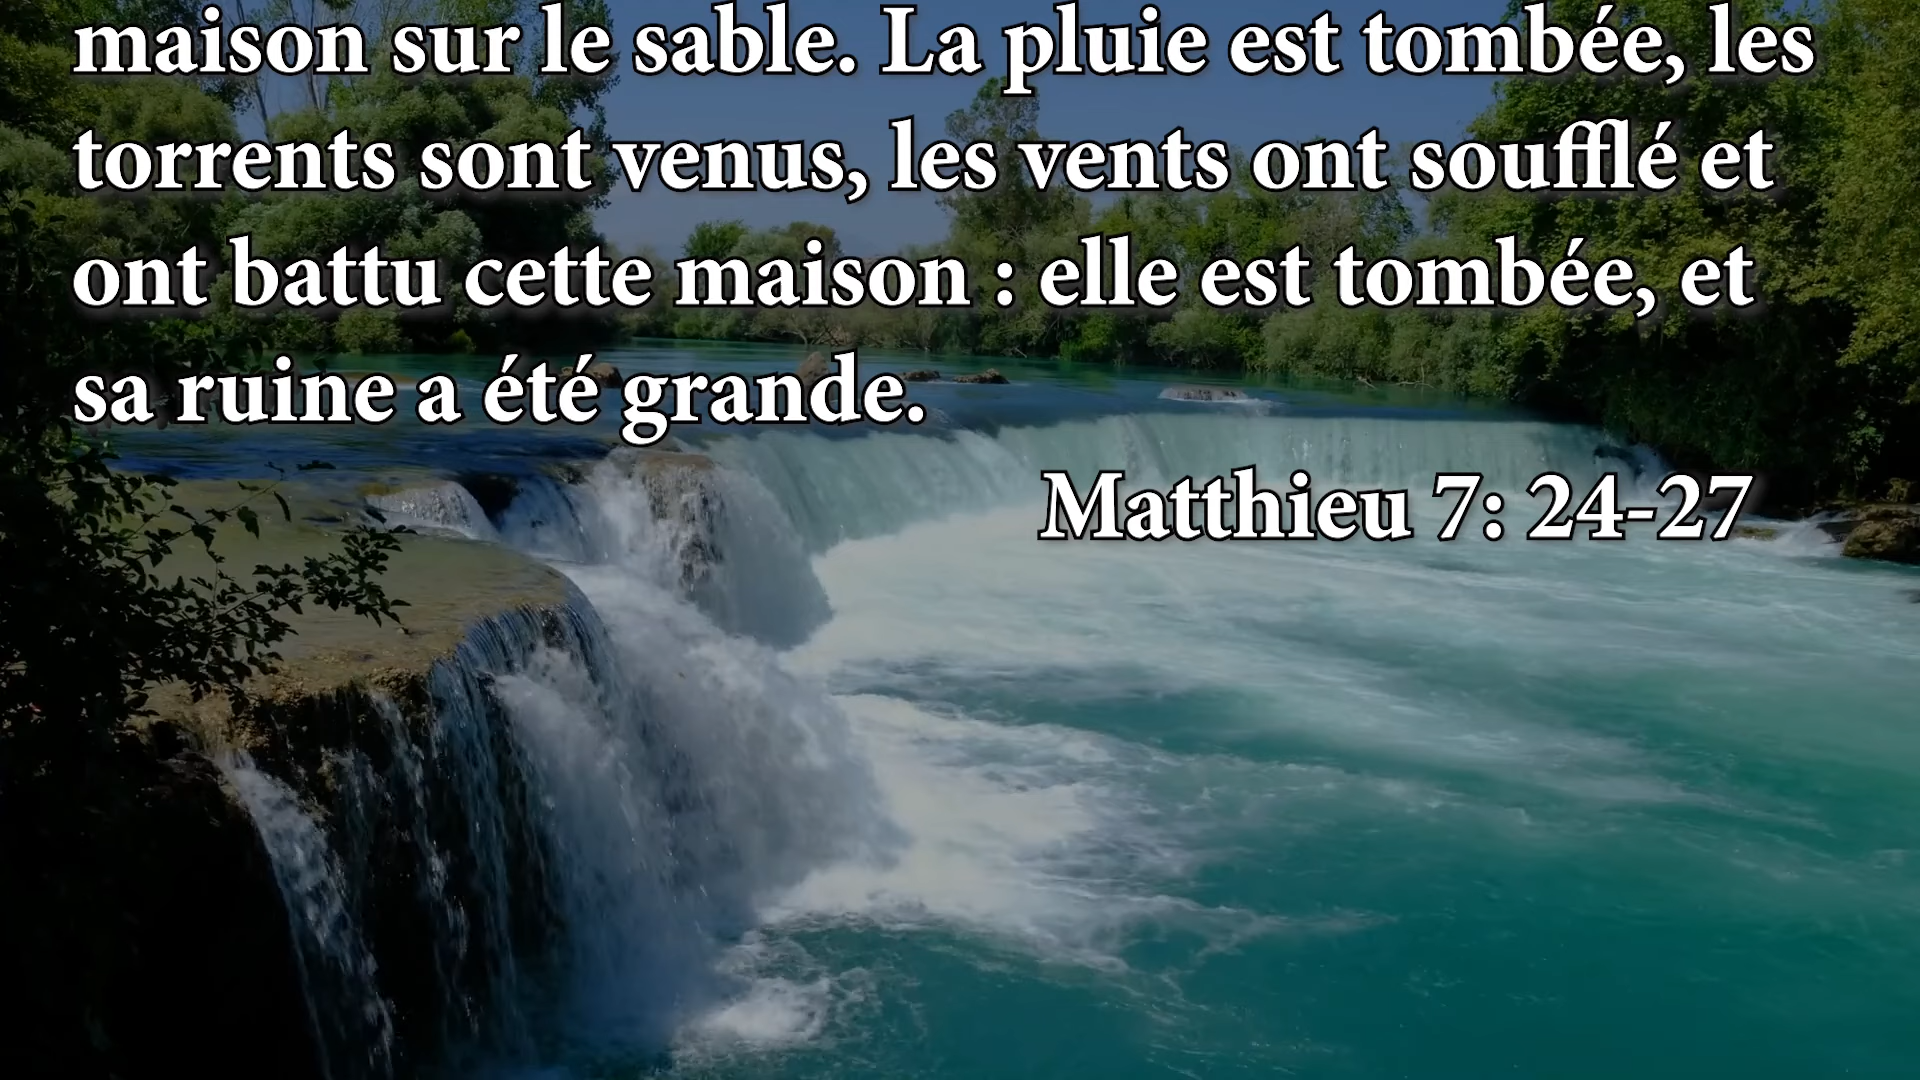 maison sur le sable. La pluie est tombée, les
torrents sont venus, les vents ont soufflé et
ont battu cette maison : elle est tombée, et
sa ruine a été grande.
Matthieu 7: 24-27